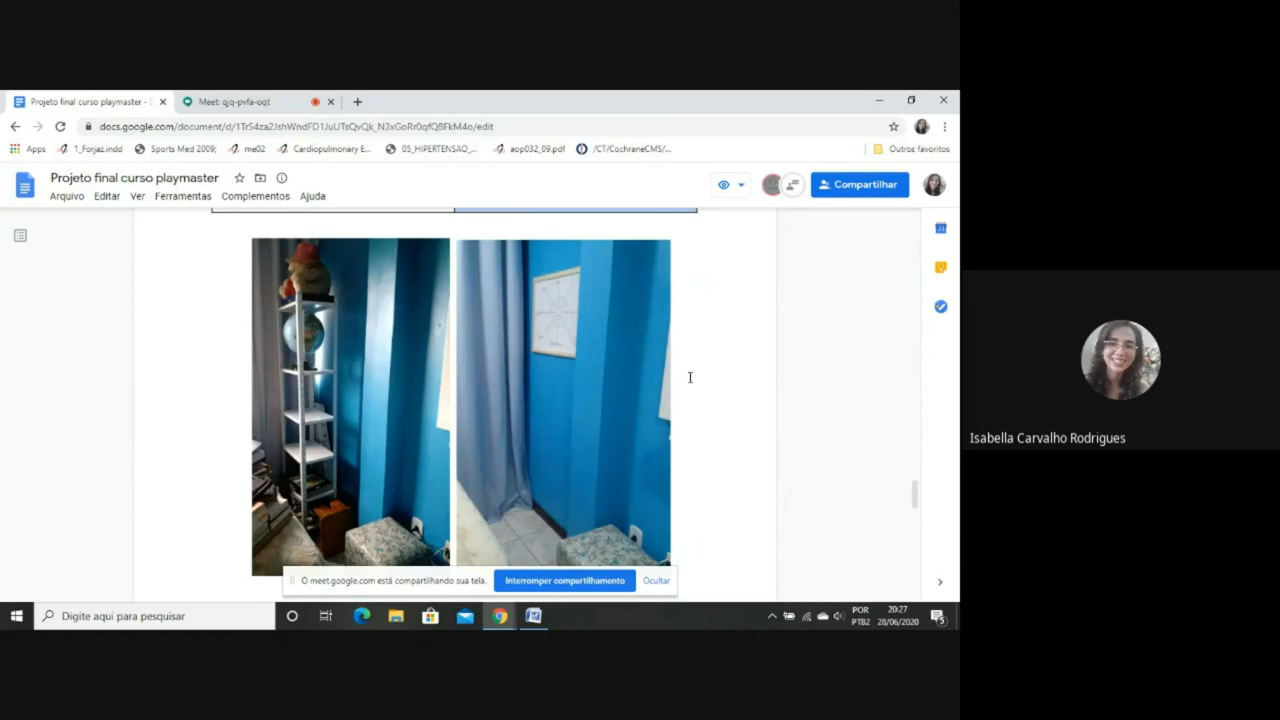 Projeto final curso playmaster - 
Meet: qjq-pvfa-oqt
docs.google.com/document/d/1Tr54za2JshWndFD1JuUTsQvQk_N3xGoRr0qfQ8FkM4o/edit
Apps
1_Forjaz.indd
Sports Med 2009;
me02
Cardiopulmonary E...
05_HIPERTENSAO_...
aop032_09.pdf
/CT/CochraneCMS/...
Outros favoritos
Projeto final curso playmaster
Arquivo Editar Ver Ferramentas Complementos Ajuda
Compartilhar
Isabella Carvalho Rodrigues
O meet.google.com está compartilhando sua tela.
Interromper compartilhamento
Ocultar
Digite aqui para pesquisar
POR
PTB2
20:27
28/06/2020
5